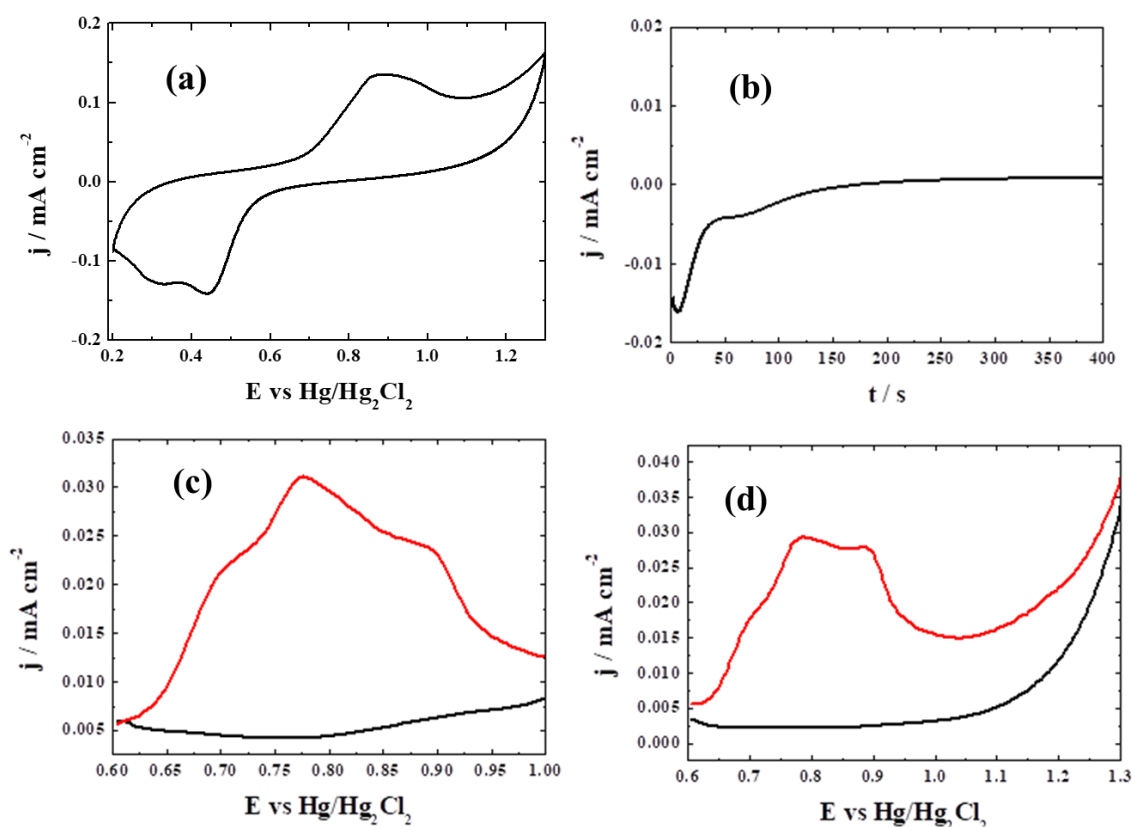 (a)
j / mA cm⁻²
0.2
0.1
0.0
-0.1
-0.2
0.2 0.4 0.6 0.8 1.0 1.2
E vs Hg/Hg₂Cl₂
(b)
j / mA cm⁻²
0.02
0.01
0.00
-0.01
-0.02
0 50 100 150 200 250 300 350 400
t / s
(c)
j / mA cm⁻²
0.035
0.030
0.025
0.020
0.015
0.010
0.005
0.60 0.65 0.70 0.75 0.80 0.85 0.90 0.95 1.00
E vs Hg/Hg₂Cl₂
(d)
j / mA cm⁻²
0.040
0.035
0.030
0.025
0.020
0.015
0.010
0.005
0.000
0.6 0.7 0.8 0.9 1.0 1.1 1.2 1.3
E vs Hg/Hg₂Cl₂